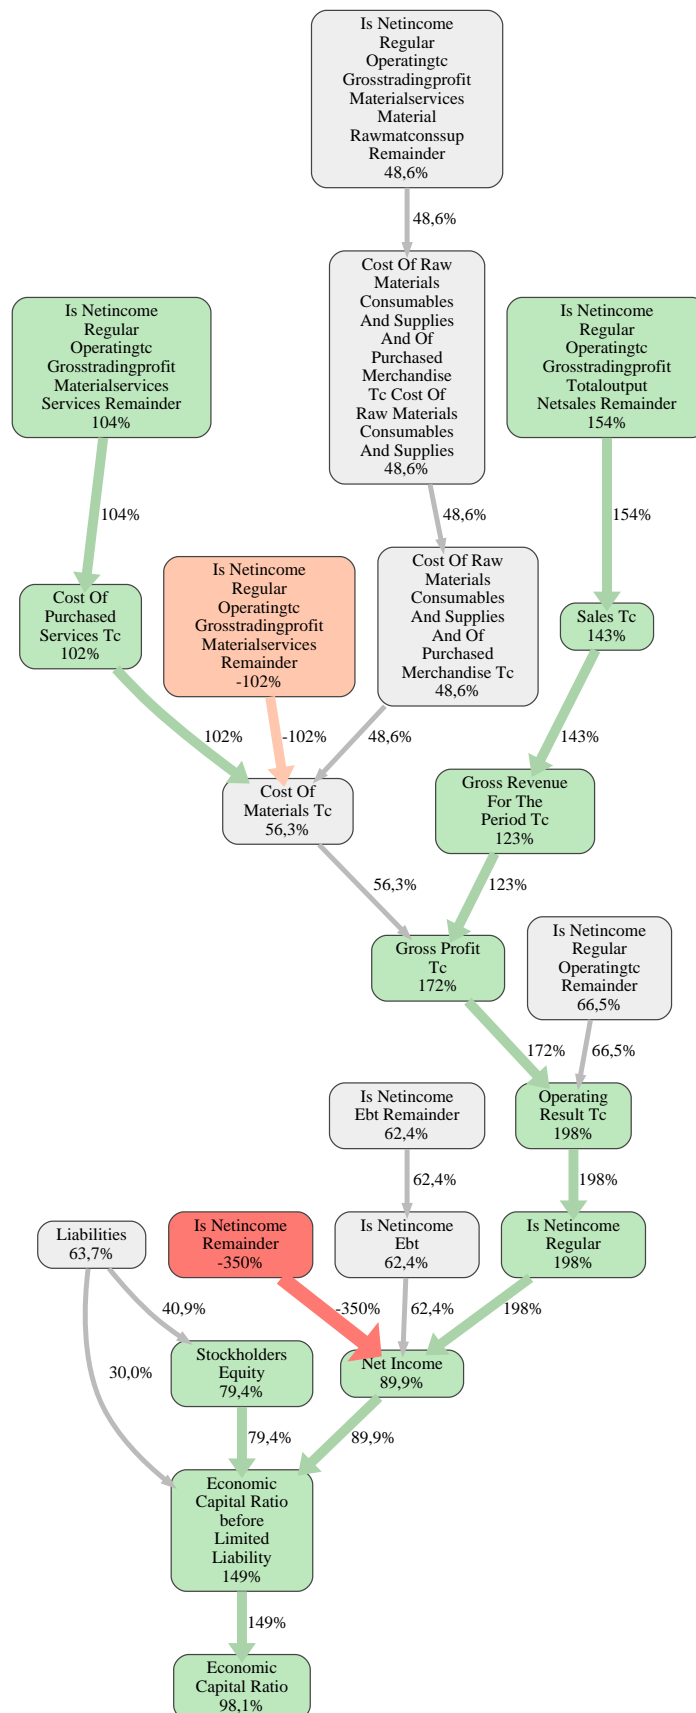 Is Netincome
Regular
Operatingtc
Grosstradingprofit
Materialservices
Material
Rawmatconssup
Remainder
48,6%
48,6%
Cost Of Raw
Materials
Consumables
And Supplies
And Of
Purchased
Merchandise
Tc Cost Of
Raw Materials
Consumables
And Supplies
48,6%
Is Netincome
Regular
Operatingtc
Grosstradingprofit
Materialservices
Services Remainder
104%
Is Netincome
Regular
Operatingtc
Grosstradingprofit
Totaloutput
Netsales Remainder
154%
104%
48,6%
154%
Cost Of
Purchased
Services Tc
102%
Is Netincome
Regular
Operatingtc
Grosstradingprofit
Materialservices
Remainder
-102%
Cost Of Raw
Materials
Consumables
And Supplies
And Of
Purchased
Merchandise Tc
48,6%
Sales Tc
143%
102%
-102%
48,6%
143%
Cost Of
Materials Tc
56,3%
Gross Revenue
For The
Period Tc
123%
56,3%
123%
Gross Profit
Tc
172%
Is Netincome
Regular
Operatingtc
Remainder
66,5%
172%
66,5%
Is Netincome
Ebt Remainder
62,4%
Operating
Result Tc
198%
62,4%
198%
Liabilities
63,7%
Is Netincome
Remainder
-350%
Is Netincome
Ebt
62,4%
Is Netincome
Regular
198%
40,9%
-350%
62,4%
198%
30,0%
Stockholders
Equity
79,4%
Net Income
89,9%
79,4%
89,9%
Economic
Capital Ratio
before
Limited
Liability
149%
149%
Economic
Capital Ratio
98,1%